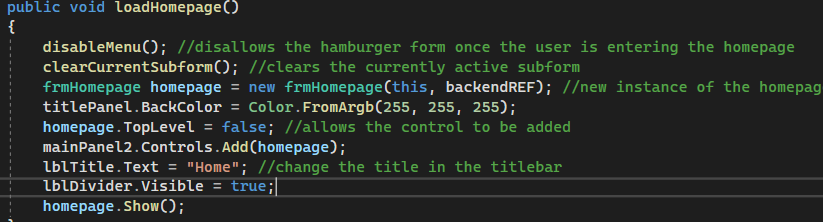 public void loadHomepage()
{
disableMenu(); //disallows the hamburger form once the user is entering the homepage
clearCurrentSubform(); //clears the currently active subform
frmHomepage homepage = new frmHomepage(this, backendREF); //new instance of the homepag
titlePanel.BackColor = Color.FromArgb(255, 255, 255);
homepage.TopLevel = false; //allows the control to be added
mainPanel2.Controls.Add(homepage);
lblTitle.Text = "Home"; //change the title in the titlebar
lblDivider.Visible = true;
homepage.Show();